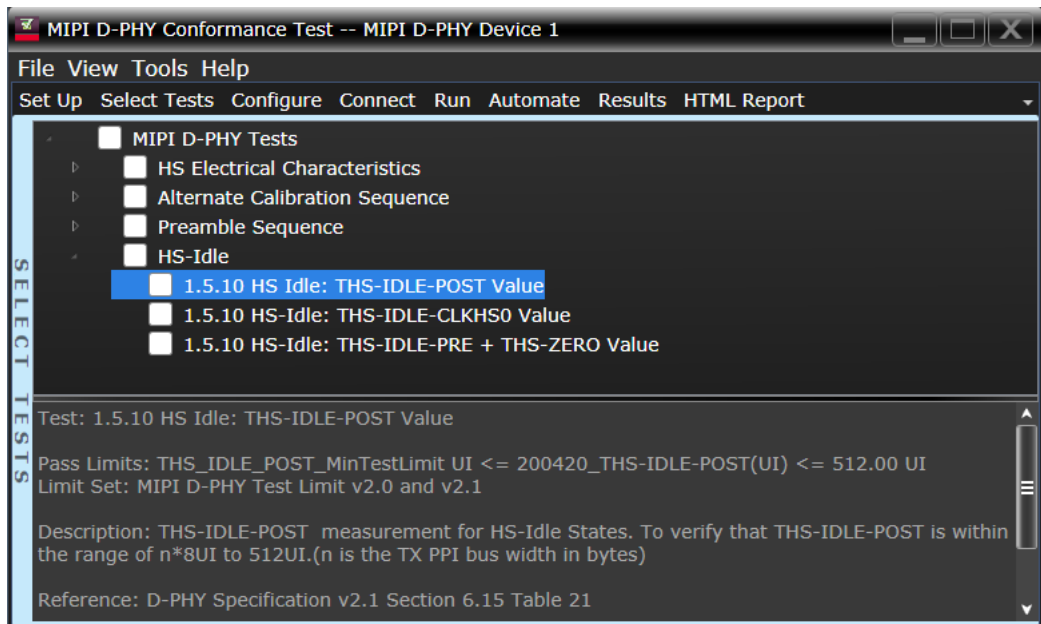 MIPI D-PHY Conformance Test -- MIPI D-PHY Device 1
File View Tools Help
Set Up Select Tests Configure Connect Run Automate Results HTML Report
MIPI D-PHY Tests
HS Electrical Characteristics
Alternate Calibration Sequence
Preamble Sequence
HS-Idle
1.5.10 HS Idle: THS-IDLE-POST Value
1.5.10 HS-Idle: THS-IDLE-CLKHS0 Value
1.5.10 HS-Idle: THS-IDLE-PRE + THS-ZERO Value
SELECT TESTS
Test: 1.5.10 HS Idle: THS-IDLE-POST Value
Pass Limits: THS_IDLE_POST_MinTestLimit UI <= 200420_THS-IDLE-POST(UI) <= 512.00 UI
Limit Set: MIPI D-PHY Test Limit v2.0 and v2.1
Description: THS-IDLE-POST measurement for HS-Idle States. To verify that THS-IDLE-POST is within
the range of n*8UI to 512UI.(n is the TX PPI bus width in bytes)
Reference: D-PHY Specification v2.1 Section 6.15 Table 21